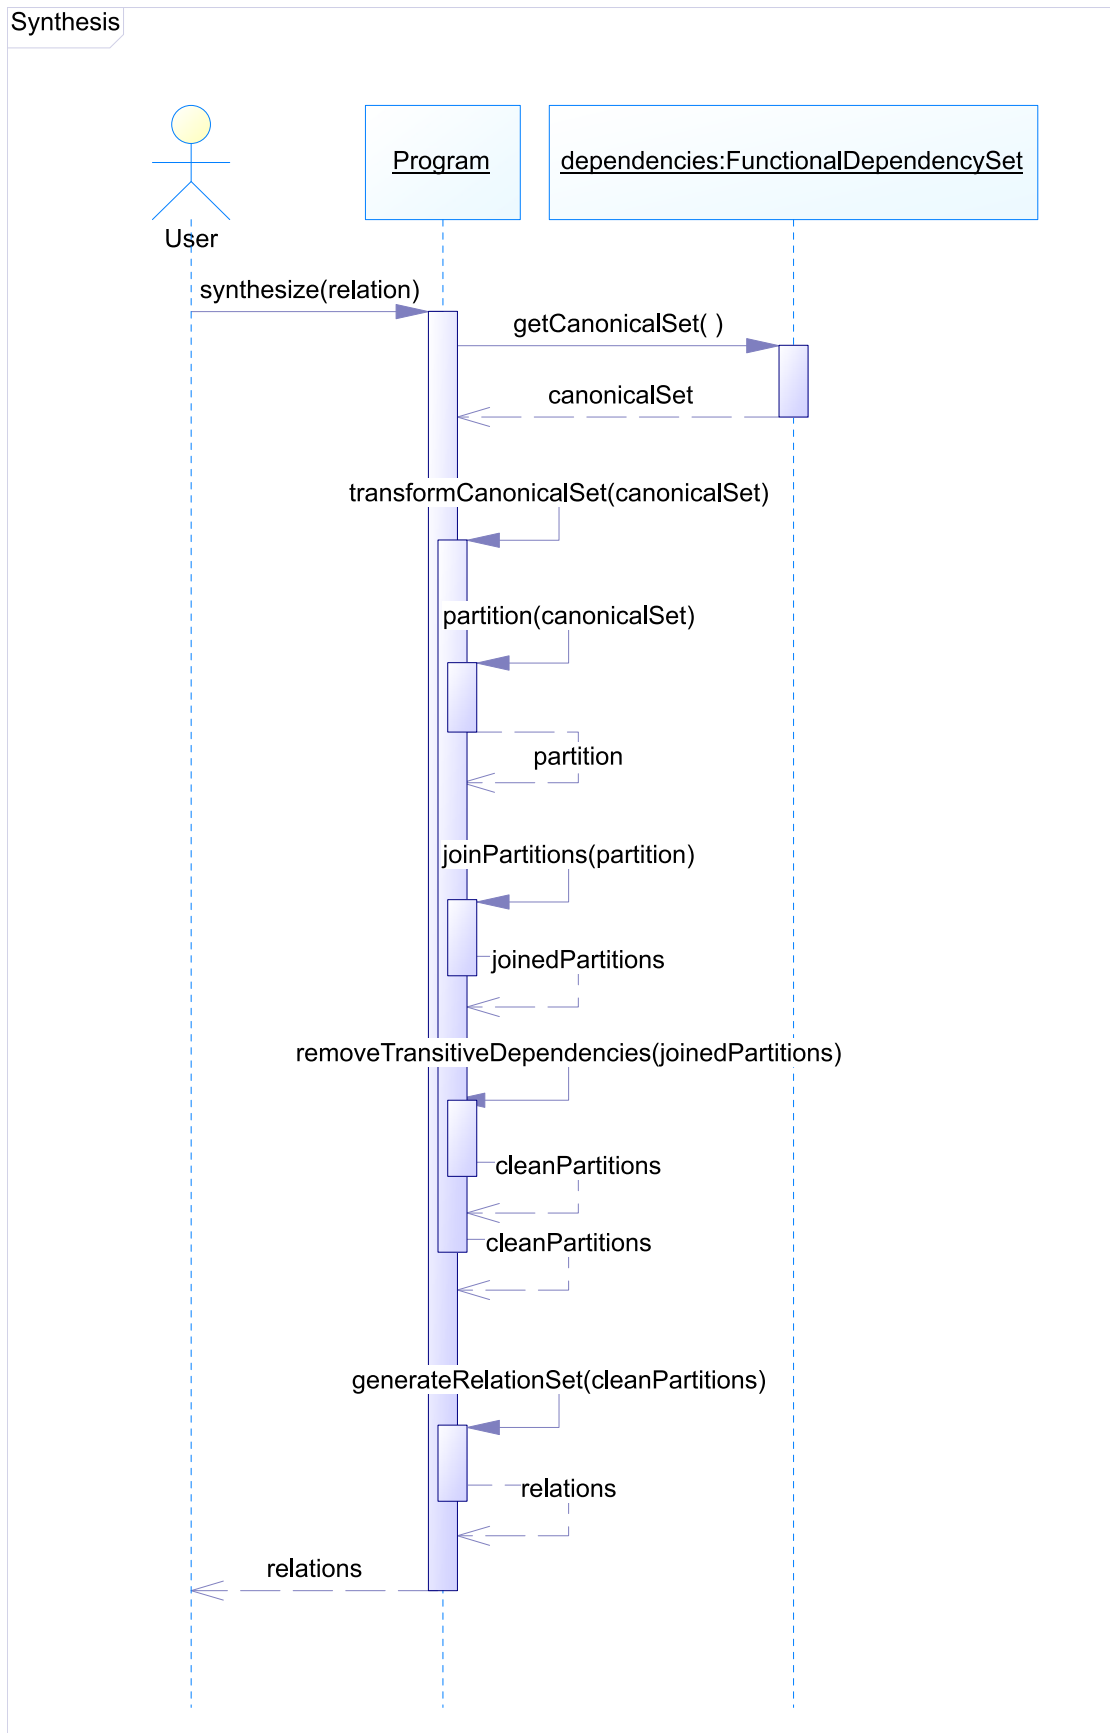 Synthesis
Program
dependencies:FunctionalDependencySet
User
synthesize(relation)
getCanonicalSet( )
canonicalSet
transformCanonicalSet(canonicalSet)
partition(canonicalSet)
partition
joinPartitions(partition)
joinedPartitions
removeTransitiveDependencies(joinedPartitions)
cleanPartitions
cleanPartitions
generateRelationSet(cleanPartitions)
relations
relations